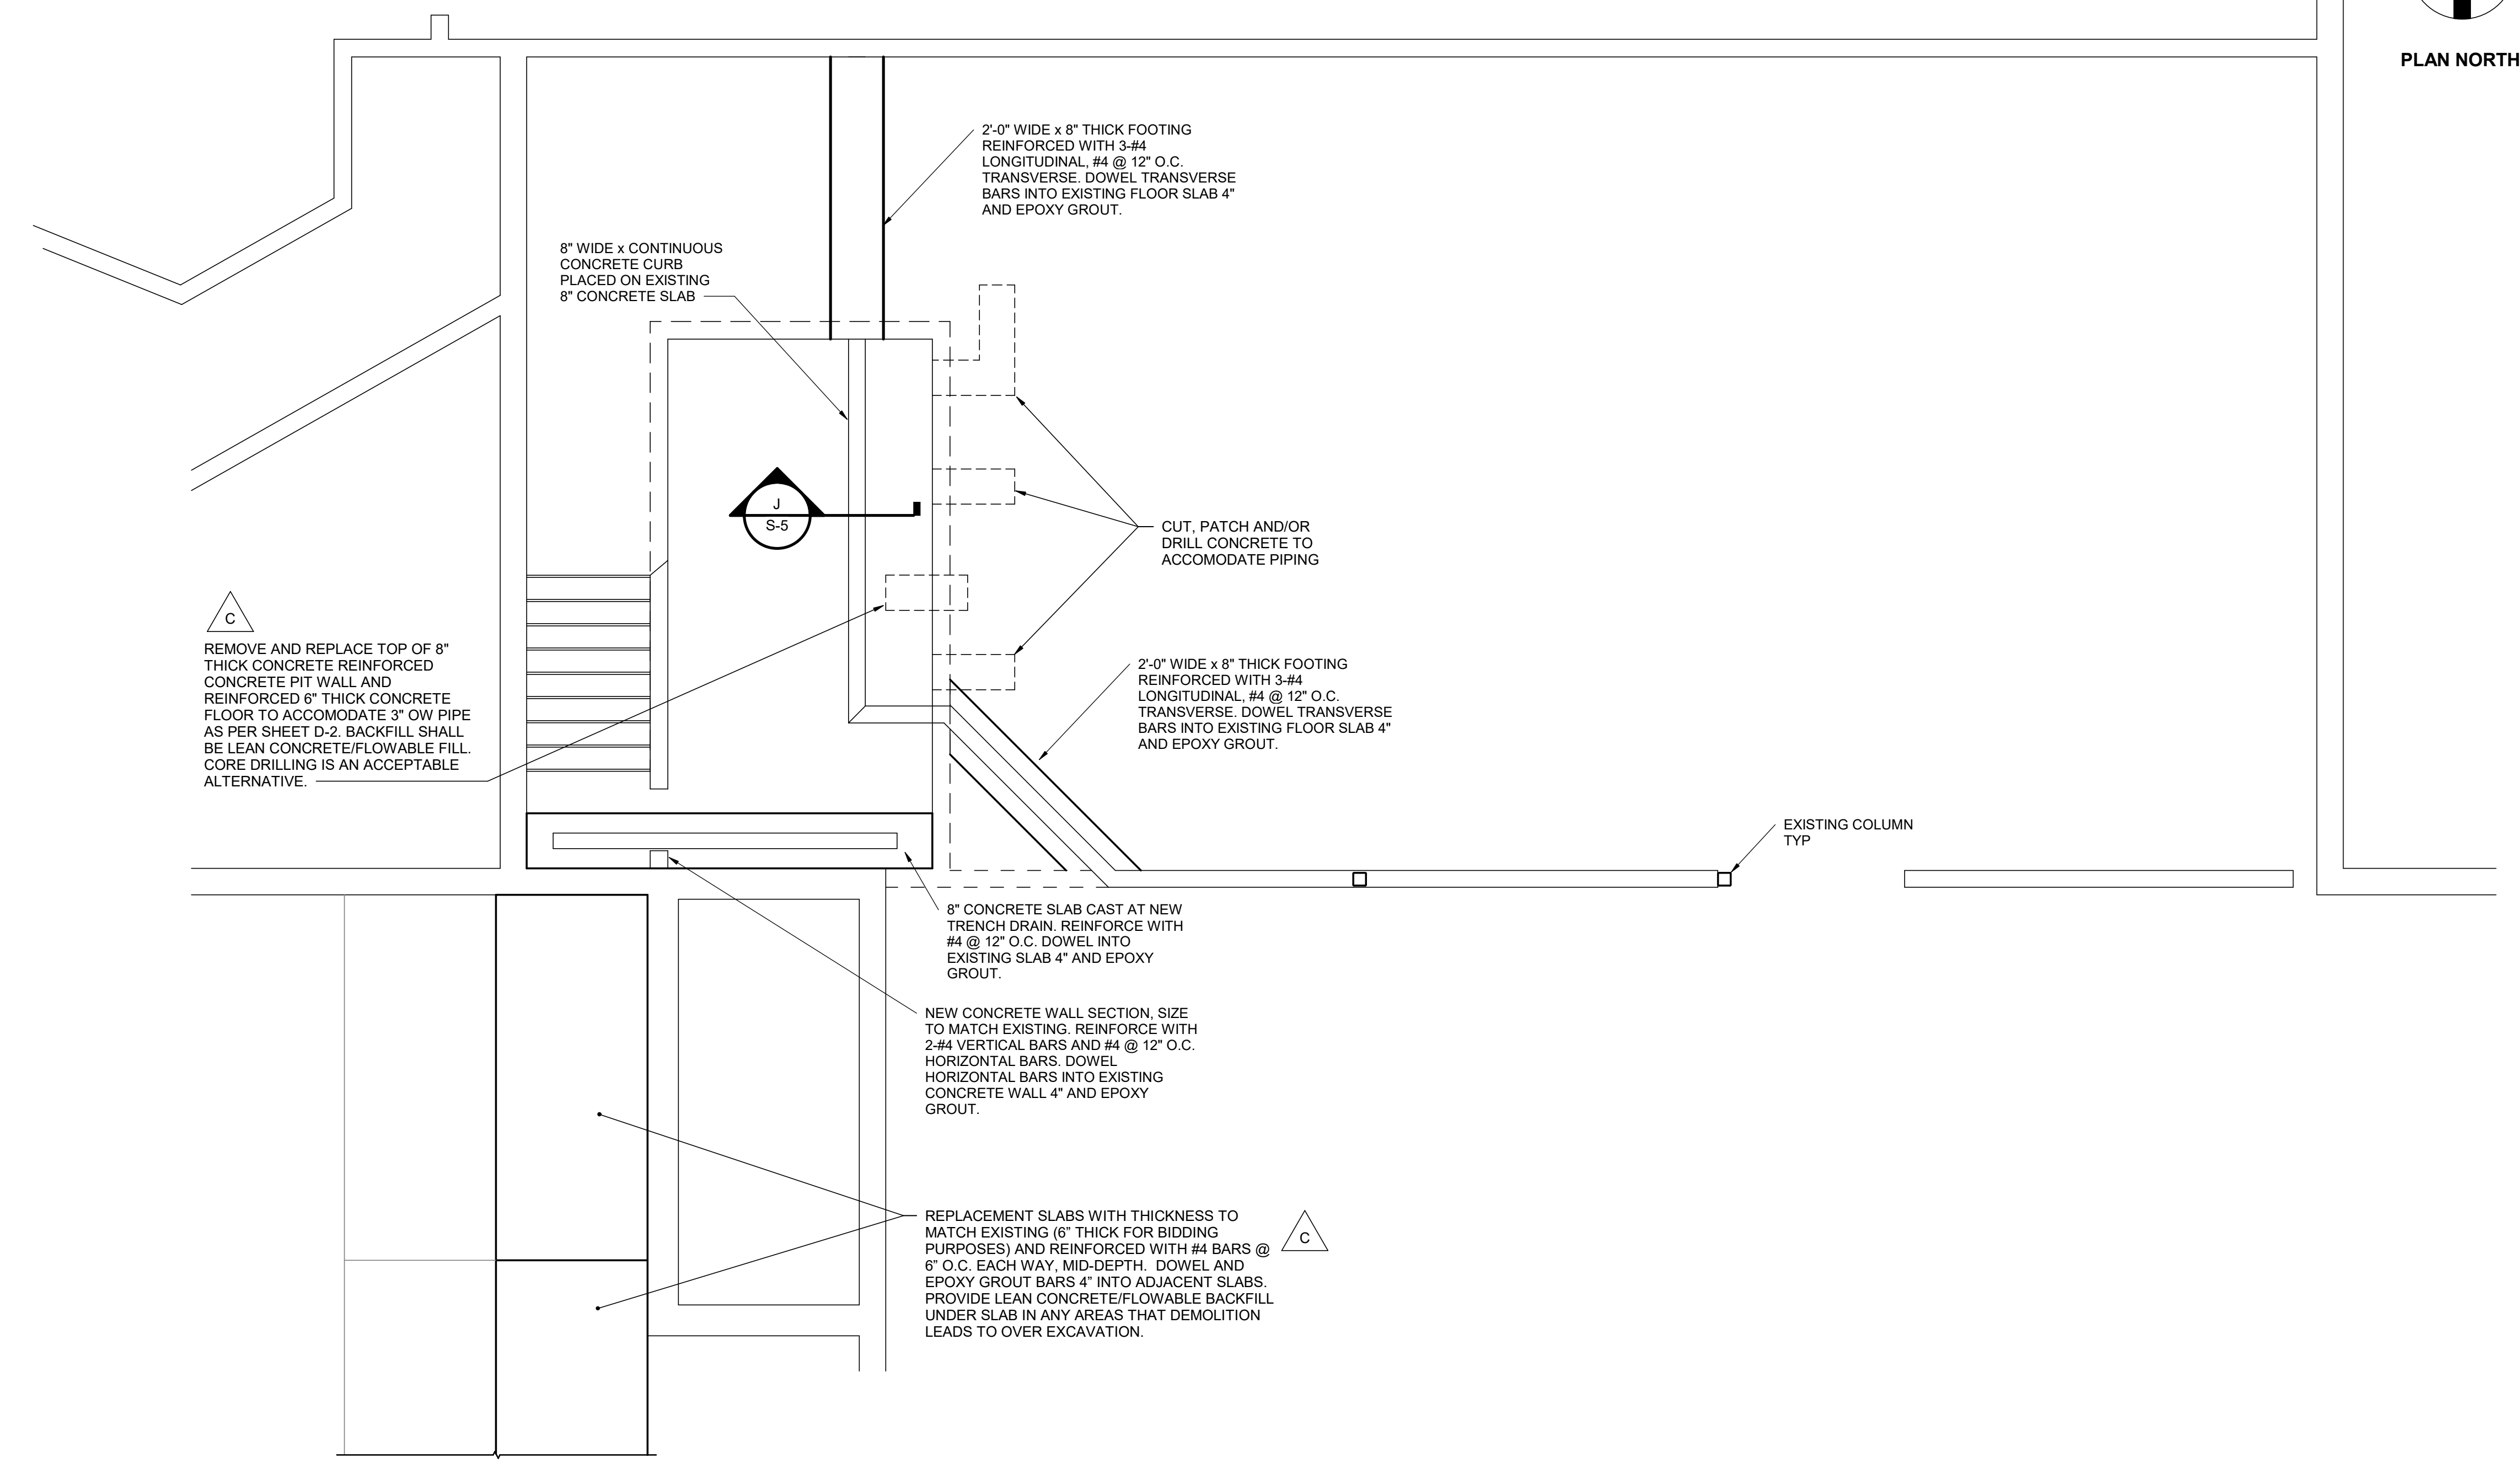 PLAN NORTH
2'-0" WIDE x 8" THICK FOOTING
REINFORCED WITH 3-#4
LONGITUDINAL, #4 @ 12" O.C.
TRANSVERSE. DOWEL TRANSVERSE
BARS INTO EXISTING FLOOR SLAB 4"
AND EPOXY GROUT.
8" WIDE x CONTINUOUS
CONCRETE CURB
PLACED ON EXISTING
8" CONCRETE SLAB
J
S-5
CUT, PATCH AND/OR
DRILL CONCRETE TO
ACCOMODATE PIPING
C
REMOVE AND REPLACE TOP OF 8"
THICK CONCRETE REINFORCED
CONCRETE PIT WALL AND
REINFORCED 6" THICK CONCRETE
FLOOR TO ACCOMODATE 3" OW PIPE
AS PER SHEET D-2. BACKFILL SHALL
BE LEAN CONCRETE/FLOWABLE FILL.
CORE DRILLING IS AN ACCEPTABLE
ALTERNATIVE.
2'-0" WIDE x 8" THICK FOOTING
REINFORCED WITH 3-#4
LONGITUDINAL, #4 @ 12" O.C.
TRANSVERSE. DOWEL TRANSVERSE
BARS INTO EXISTING FLOOR SLAB 4"
AND EPOXY GROUT.
EXISTING COLUMN
TYP
8" CONCRETE SLAB CAST AT NEW
TRENCH DRAIN. REINFORCE WITH
#4 @ 12" O.C. DOWEL INTO
EXISTING SLAB 4" AND EPOXY
GROUT.
NEW CONCRETE WALL SECTION, SIZE
TO MATCH EXISTING. REINFORCE WITH
2-#4 VERTICAL BARS AND #4 @ 12" O.C.
HORIZONTAL BARS. DOWEL
HORIZONTAL BARS INTO EXISTING
CONCRETE WALL 4" AND EPOXY
GROUT.
REPLACEMENT SLABS WITH THICKNESS TO
MATCH EXISTING (6” THICK FOR BIDDING
PURPOSES) AND REINFORCED WITH #4 BARS @
6” O.C. EACH WAY, MID-DEPTH.  DOWEL AND
EPOXY GROUT BARS 4” INTO ADJACENT SLABS.
PROVIDE LEAN CONCRETE/FLOWABLE BACKFILL
UNDER SLAB IN ANY AREAS THAT DEMOLITION
LEADS TO OVER EXCAVATION.
C